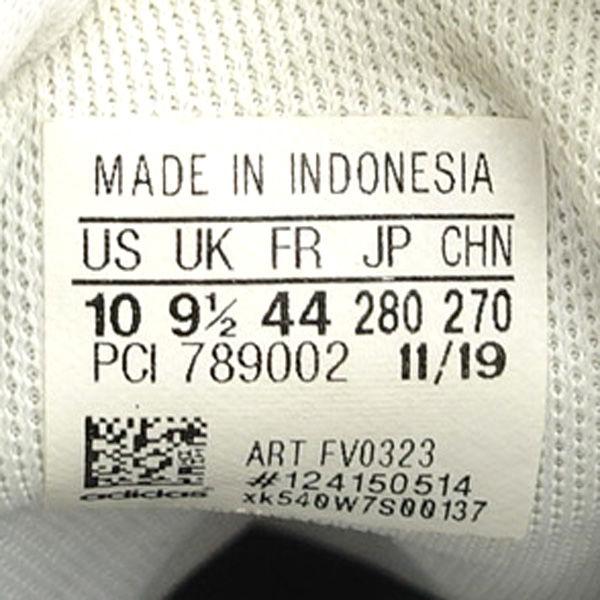 MADE IN INDONESIA
US UK FR JP CHN
10 9½ 44 280 270
PCI 789002 11/19
ART FV0323
#124150514
adidas xk540W7S00137